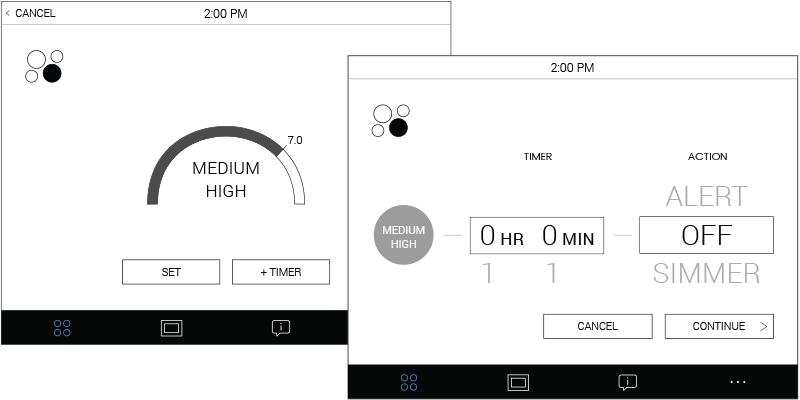 < CANCEL 2:00 PM
7.0
MEDIUM
HIGH
SET + TIMER
2:00 PM
TIMER ACTION
ALERT
MEDIUM
HIGH
0 HR 0 MIN OFF
1 1 SIMMER
CANCEL CONTINUE >
i
i
...